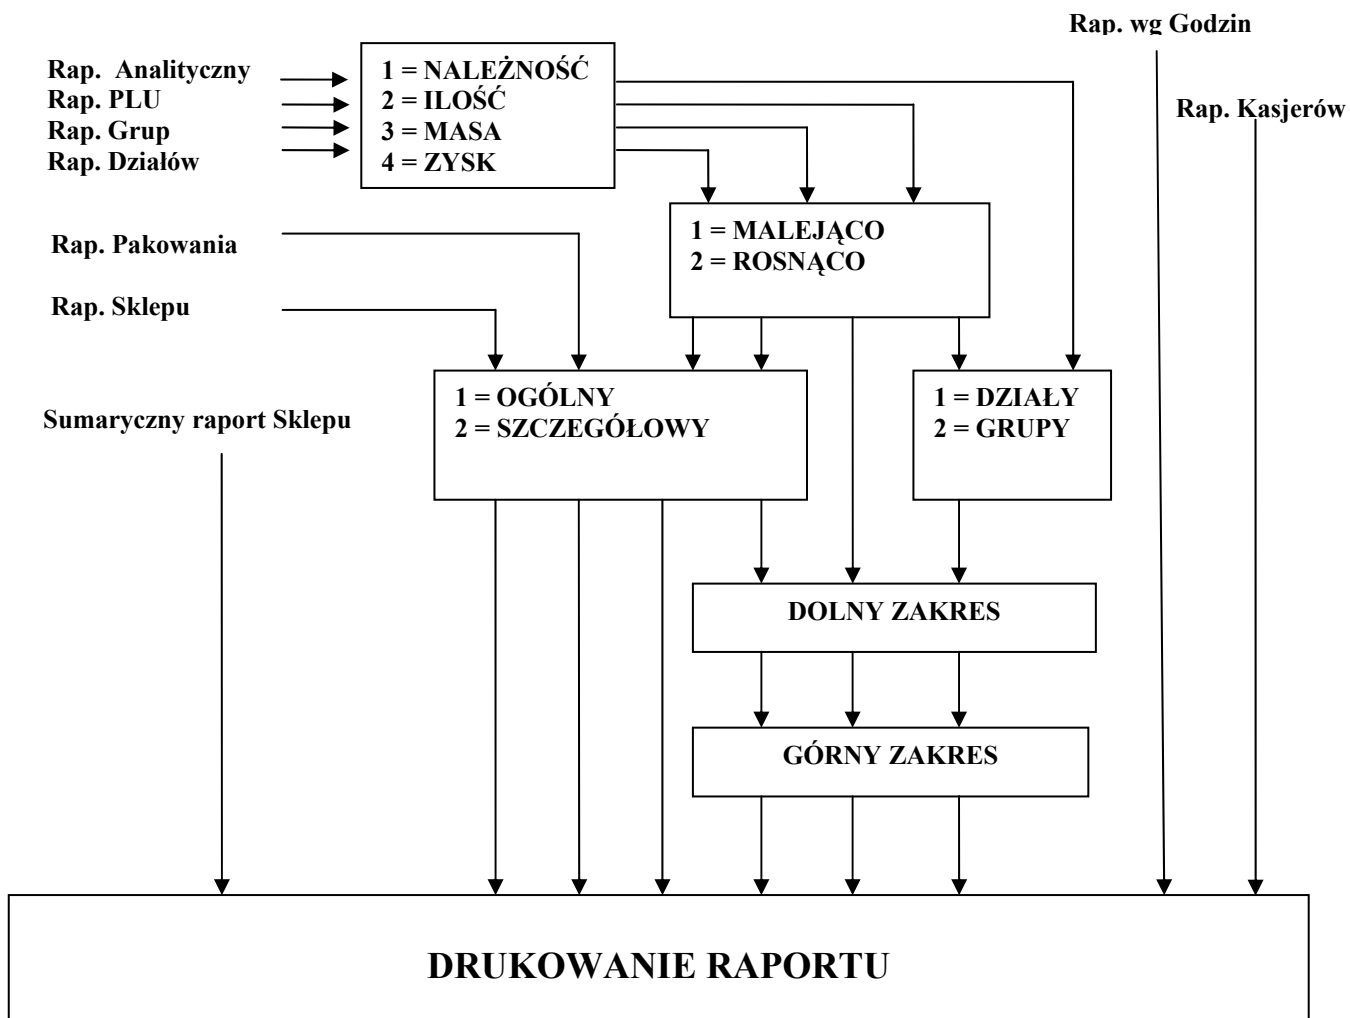 Rap. wg Godzin
Rap. Analityczny
Rap. PLU
Rap. Grup
Rap. Działów
1 = NALEŻNOŚĆ
2 = ILOŚĆ
3 = MASA
4 = ZYSK
Rap. Kasjerów
1 = MALEJĄCO
2 = ROSNĄCO
Rap. Pakowania
Rap. Sklepu
Sumaryczny raport Sklepu
1 = OGÓLNY
2 = SZCZEGÓŁOWY
1 = DZIAŁY
2 = GRUPY
DOLNY ZAKRES
GÓRNY ZAKRES
DRUKOWANIE RAPORTU